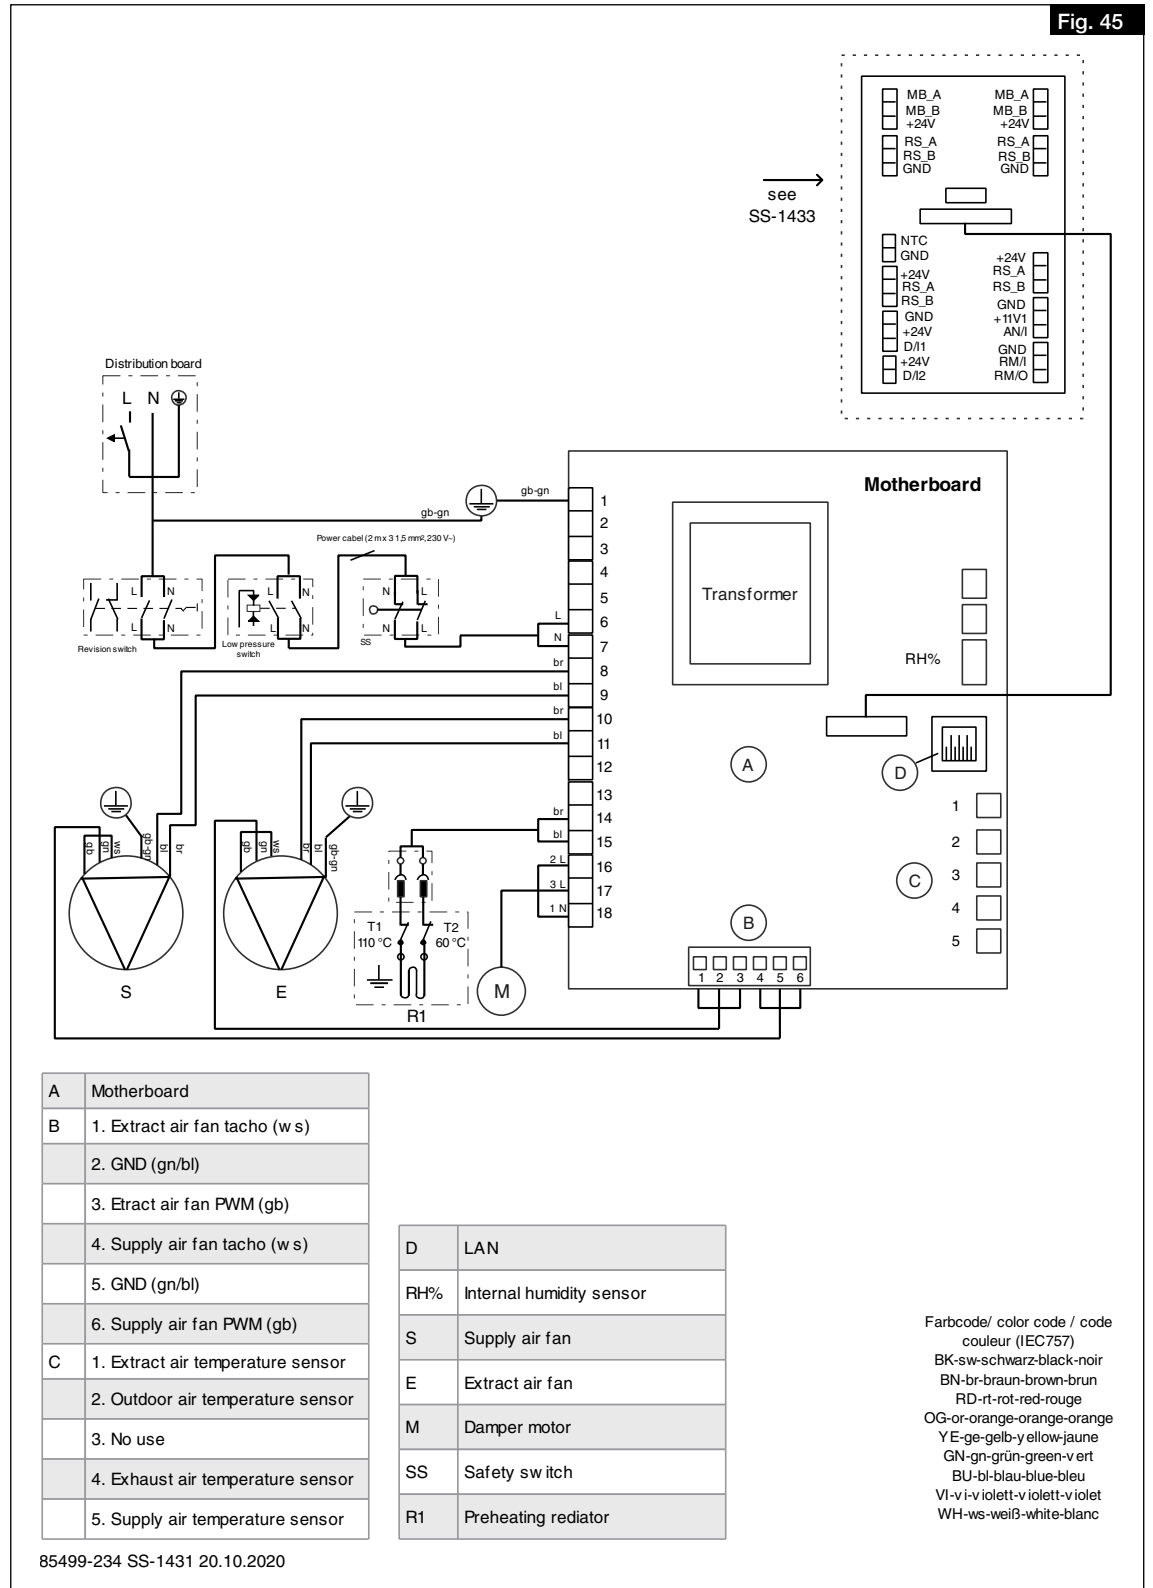 Fig. 45
MB_A
MB_B
+24V
RS_A
RS_B
GND
MB_A
MB_B
+24V
RS_A
RS_B
GND
see
SS-1433
NTC
GND
+24V
RS_A
RS_B
GND
+24V
D/I1
+24V
D/I2
+24V
RS_A
RS_B
GND
+11V1
AN/I
GND
RM/I
RM/O
Distribution board
L N
gb-gn
gb-gn
Power cabel (2 m x 3 1,5 mm², 230 V~)
L N
L N
Revision switch
N L
L N
Low pressure
switch
N L
N L
SS
L
N
br
bl
br
bl
br
bl
2 L
3 L
1 N
1
2
3
4
5
6
7
8
9
10
11
12
13
14
15
16
17
18
Motherboard
Transformer
RH%
A
D
C
1
2
3
4
5
B
1 2 3 4 5 6
gb
gn
ws
gb-gn
bl
br
S
gb
gn
ws
br
bl
gb-gn
E
T1
110 °C
T2
60 °C
R1
M
A Motherboard
B 1. Extract air fan tacho (ws)
2. GND (gn/bl)
3. Etract air fan PWM (gb)
4. Supply air fan tacho (ws)
5. GND (gn/bl)
6. Supply air fan PWM (gb)
C 1. Extract air temperature sensor
2. Outdoor air temperature sensor
3. No use
4. Exhaust air temperature sensor
5. Supply air temperature sensor
D LAN
RH% Internal humidity sensor
S Supply air fan
E Extract air fan
M Damper motor
SS Safety switch
R1 Preheating rediator
Farbcode/ color code / code
couleur (IEC757)
BK-sw-schwarz-black-noir
BN-br-braun-brown-brun
RD-rt-rot-red-rouge
OG-or-orange-orange-orange
YE-ge-gelb-yellow-jaune
GN-gn-grün-green-vert
BU-bl-blau-blue-bleu
VI-vi-violett-violett-violet
WH-ws-weiß-white-blanc
85499-234 SS-1431 20.10.2020